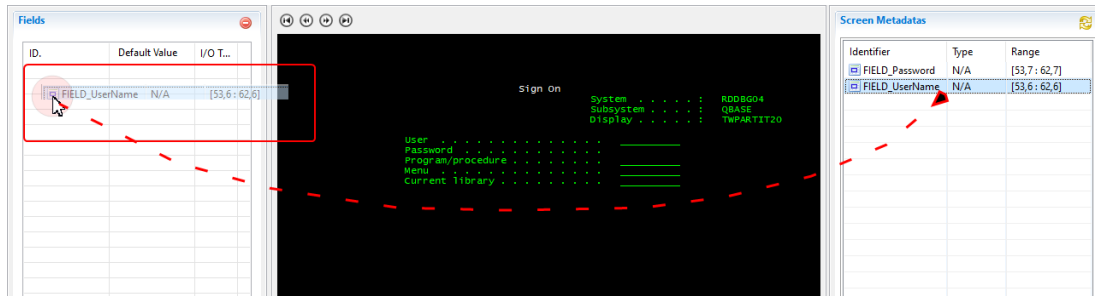 Fields
ID. Default Value I/O T...
FIELD_UserName N/A [53,6 : 62,6]
Sign On
System . . . . . : RDDBG04
Subsystem . . . . : QBASE
Display . . . . . : TWPARTIT20
User . . . . . . . . . . . . . .
Password . . . . . . . . . . . .
Program/procedure . . . . . . . .
Menu . . . . . . . . . . . . . .
Current library . . . . . . . . .
Screen Metadatas
Identifier Type Range
FIELD_Password N/A [53,7 : 62,7]
FIELD_UserName N/A [53,6 : 62,6]